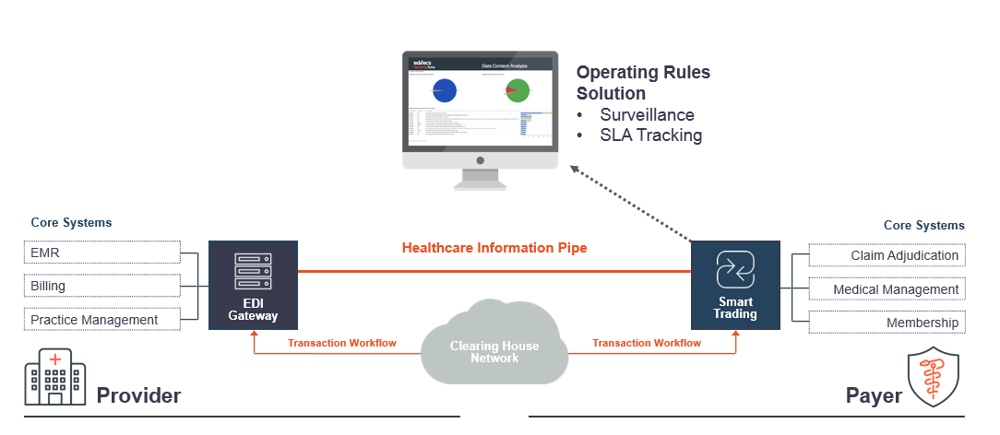 edifecs
Data Content Analysis
Operating Rules
Solution
• Surveillance
• SLA Tracking
Core Systems
EMR
Billing
Practice Management
EDI
Gateway
Healthcare Information Pipe
Smart
Trading
Core Systems
Claim Adjudication
Medical Management
Membership
Transaction Workflow
Clearing House
Network
Transaction Workflow
Provider
Payer